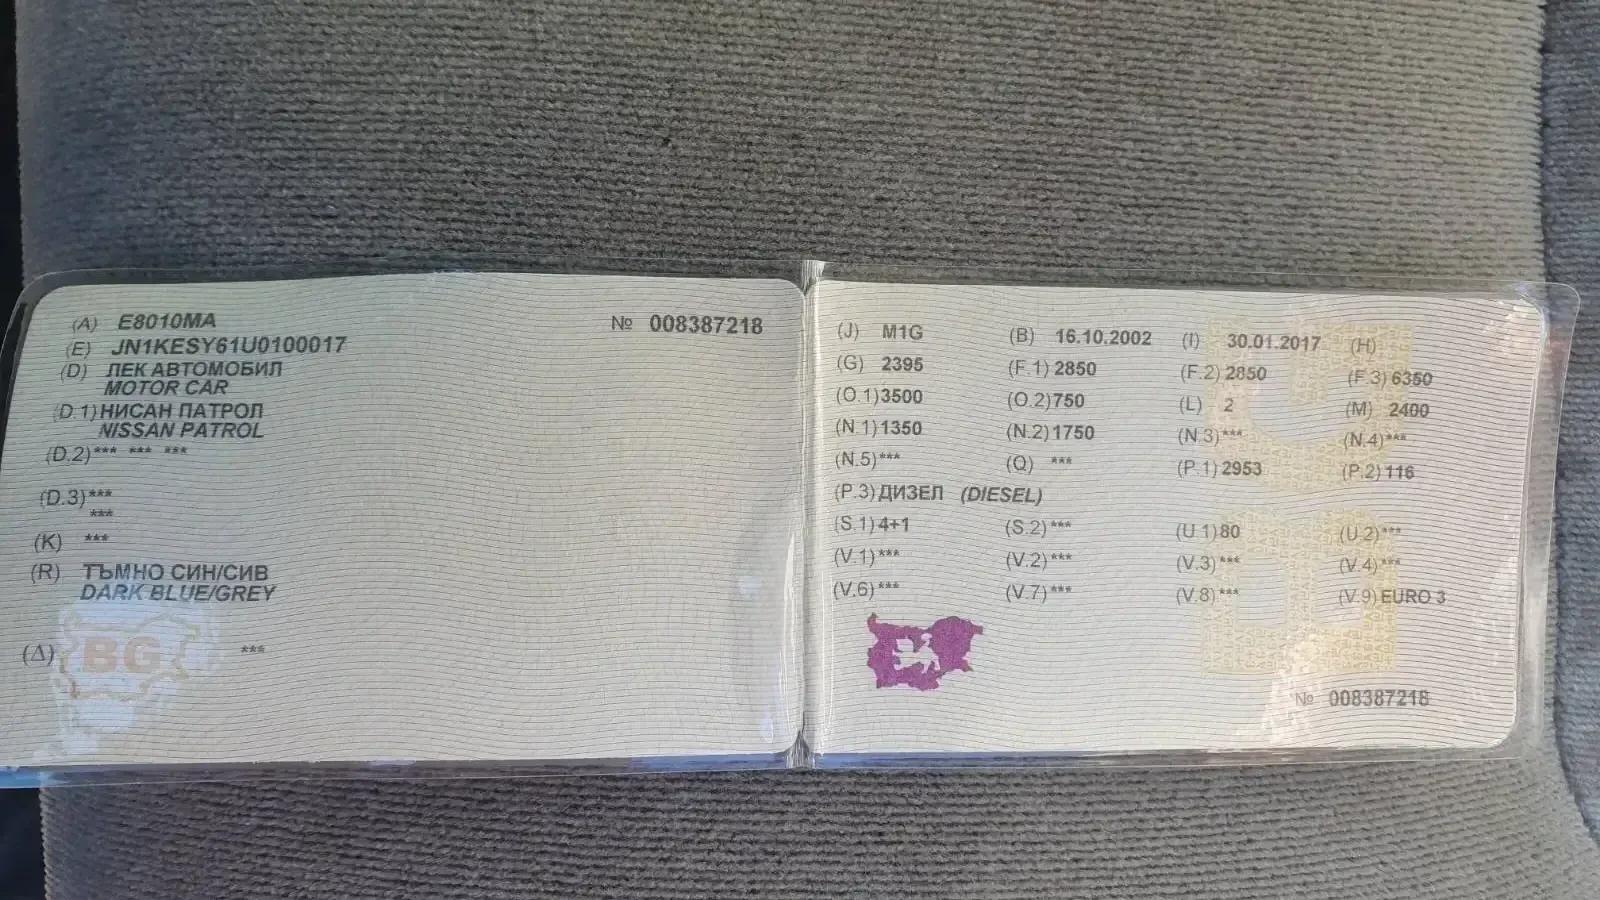 (A) E8010MA № 008387218
(E) JN1KESY61U0100017
(D) ЛЕК АВТОМОБИЛ
MOTOR CAR
(D.1) НИСАН ПАТРОЛ
NISSAN PATROL
(D.2) *** *** ***
(D.3) ***
***
(K) ***
(R) ТЪМНО СИН/СИВ
DARK BLUE/GREY
(Δ) BG ***
(J) M1G (B) 16.10.2002 (I) 30.01.2017 (H)
(G) 2395 (F.1) 2850 (F.2) 2850 (F.3) 6350
(O.1) 3500 (O.2) 750 (L) 2 (M) 2400
(N.1) 1350 (N.2) 1750 (N.3) *** (N.4) ***
(N.5) *** (Q) *** (P.1) 2953 (P.2) 116
(P.3) ДИЗЕЛ (DIESEL)
(S.1) 4+1 (S.2) *** (U 1) 80 (U.2) ***
(V.1) *** (V.2) *** (V.3) *** (V.4) ***
(V.6) *** (V.7) *** (V.8) *** (V.9) EURO 3
№ 008387218